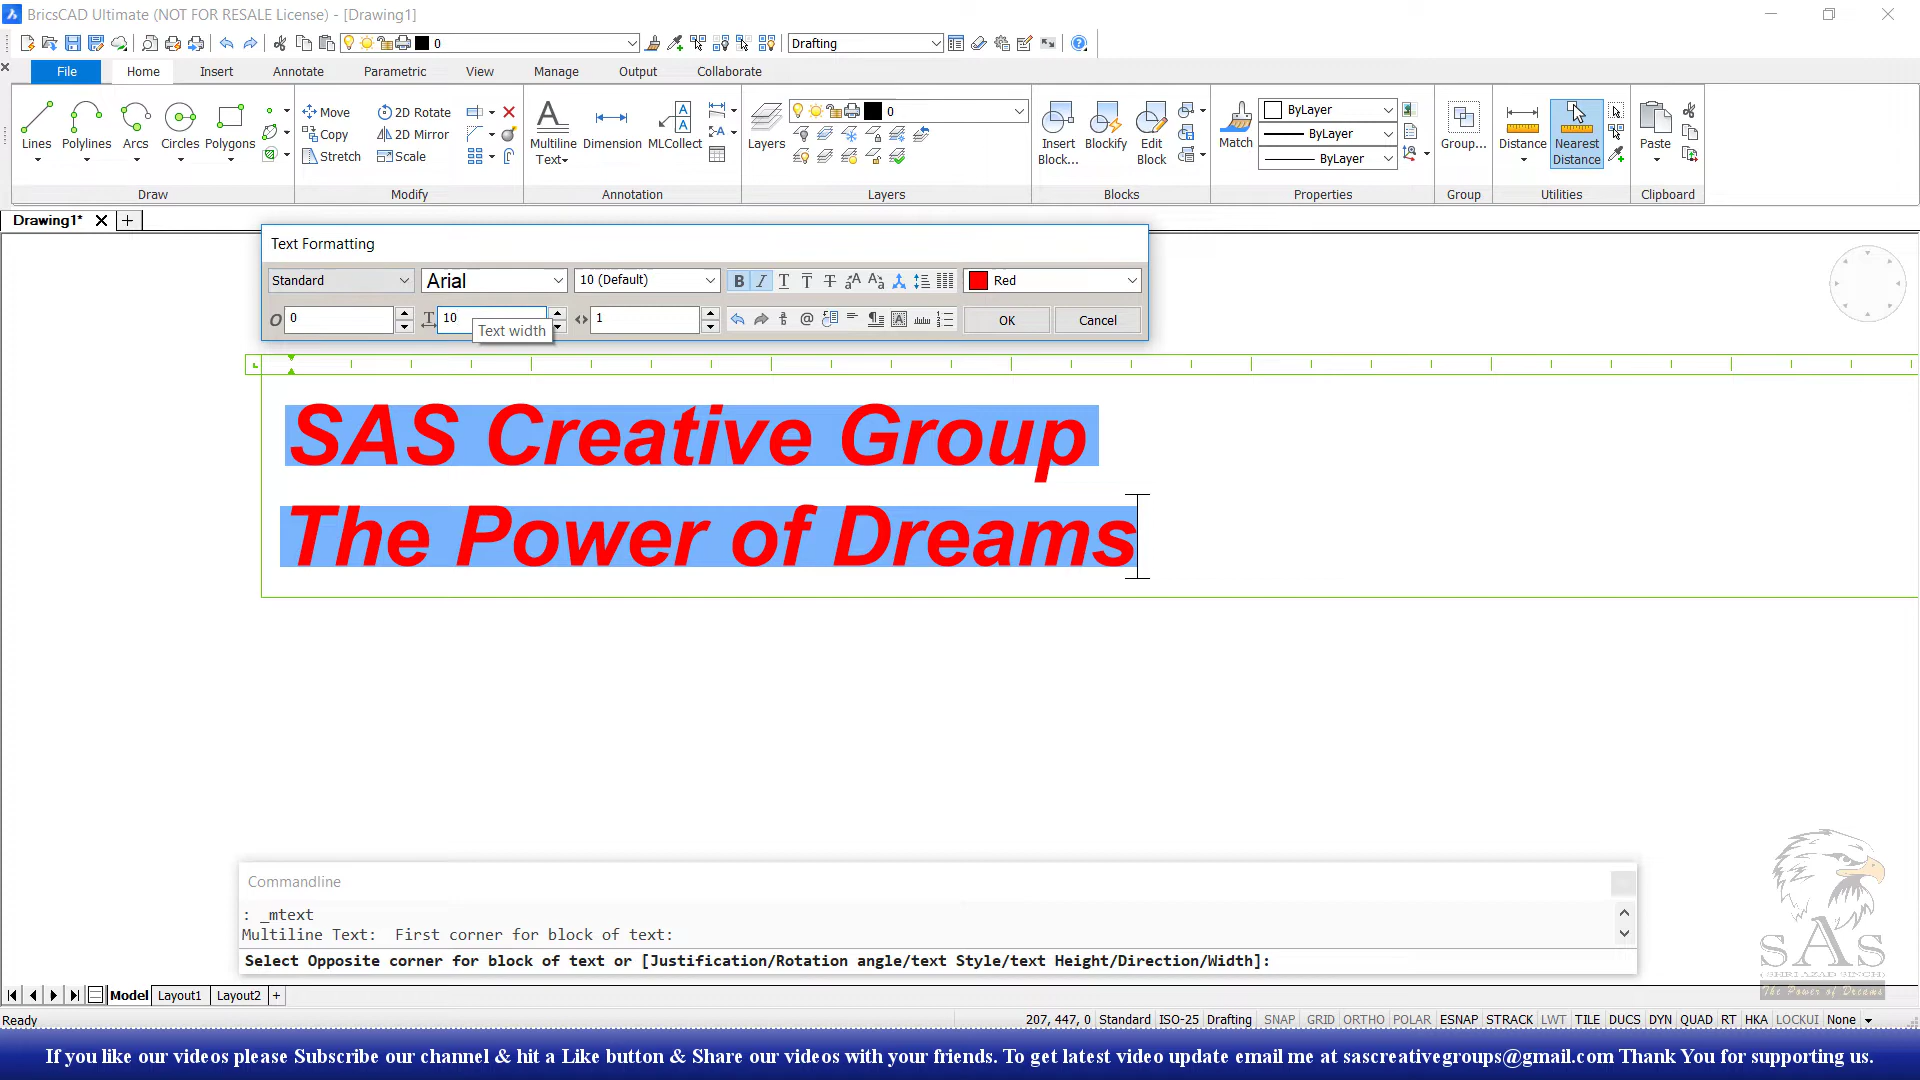 BricsCAD Ultimate (NOT FOR RESALE License) - [Drawing1]
0
Drafting
File Home Insert Annotate Parametric View Manage Output Collaborate
Lines Polylines Arcs Circles Polygons
Move 2D Rotate
Copy 2D Mirror
Stretch Scale
Multiline Text Dimension MLCollect
Layers
0
Insert Block... Blockify Edit Block
Match
ByLayer
ByLayer
ByLayer
Group...
Distance Nearest Distance
Paste
Draw Modify Annotation Layers Blocks Properties Group Utilities Clipboard
Drawing1*
Text Formatting
Standard Arial 10 (Default) B I T T T Red
0 10 1 @ OK Cancel
Text width
SAS Creative Group
The Power of Dreams
Commandline
: _mtext
Multiline Text:  First corner for block of text:
Select Opposite corner for block of text or [Justification/Rotation angle/text Style/text Height/Direction/Width]:
SAS
(SHRI AZAD SINGH)
The Power of Dreams
Model Layout1 Layout2 +
Ready
207, 447, 0 Standard ISO-25 Drafting SNAP GRID ORTHO POLAR ESNAP STRACK LWT TILE DUCS DYN QUAD RT HKA LOCKUI None
If you like our videos please Subscribe our channel & hit a Like button & Share our videos with your friends. To get latest video update email me at sascreativegroups@gmail.com Thank You for supporting us.